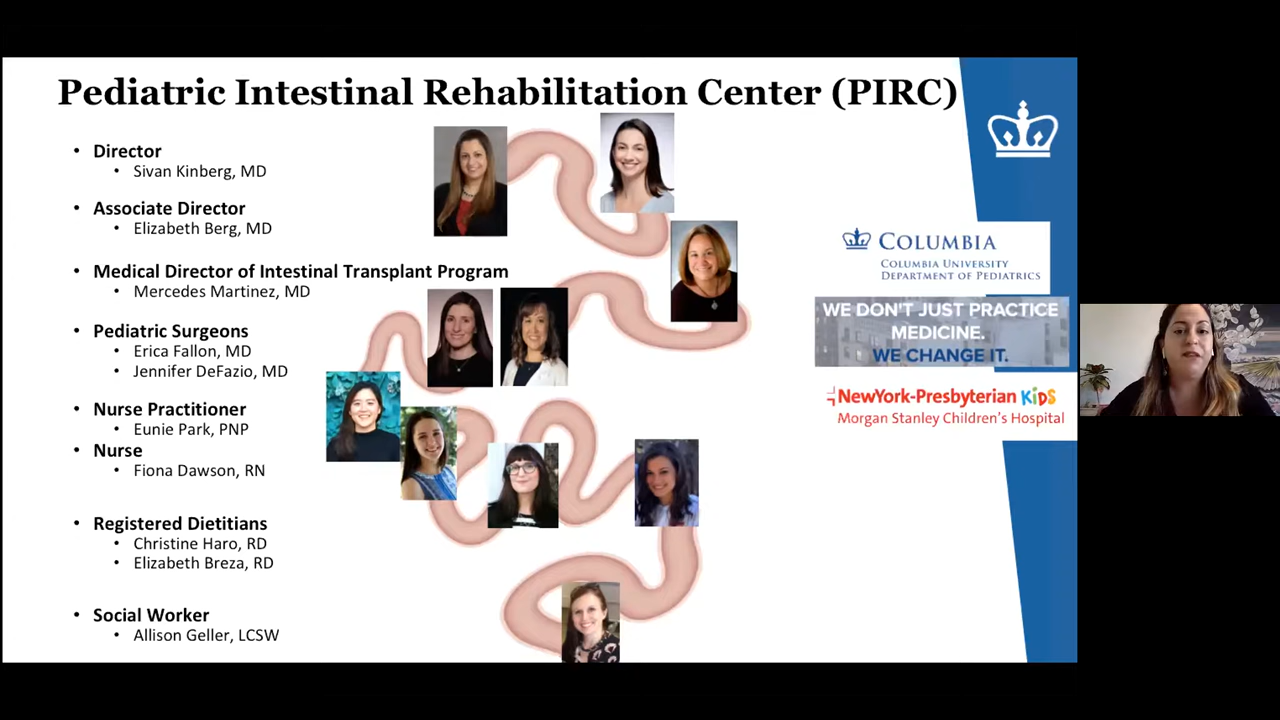 Pediatric Intestinal Rehabilitation Center (PIRC)
• Director
• Sivan Kinberg, MD
• Associate Director
• Elizabeth Berg, MD
• Medical Director of Intestinal Transplant Program
• Mercedes Martinez, MD
• Pediatric Surgeons
• Erica Fallon, MD
• Jennifer DeFazio, MD
• Nurse Practitioner
• Eunie Park, PNP
• Nurse
• Fiona Dawson, RN
• Registered Dietitians
• Christine Haro, RD
• Elizabeth Breza, RD
• Social Worker
• Allison Geller, LCSW
COLUMBIA
COLUMBIA UNIVERSITY
DEPARTMENT OF PEDIATRICS
WE DON'T JUST PRACTICE
MEDICINE.
WE CHANGE IT.
NewYork-Presbyterian KiDS
Morgan Stanley Children's Hospital